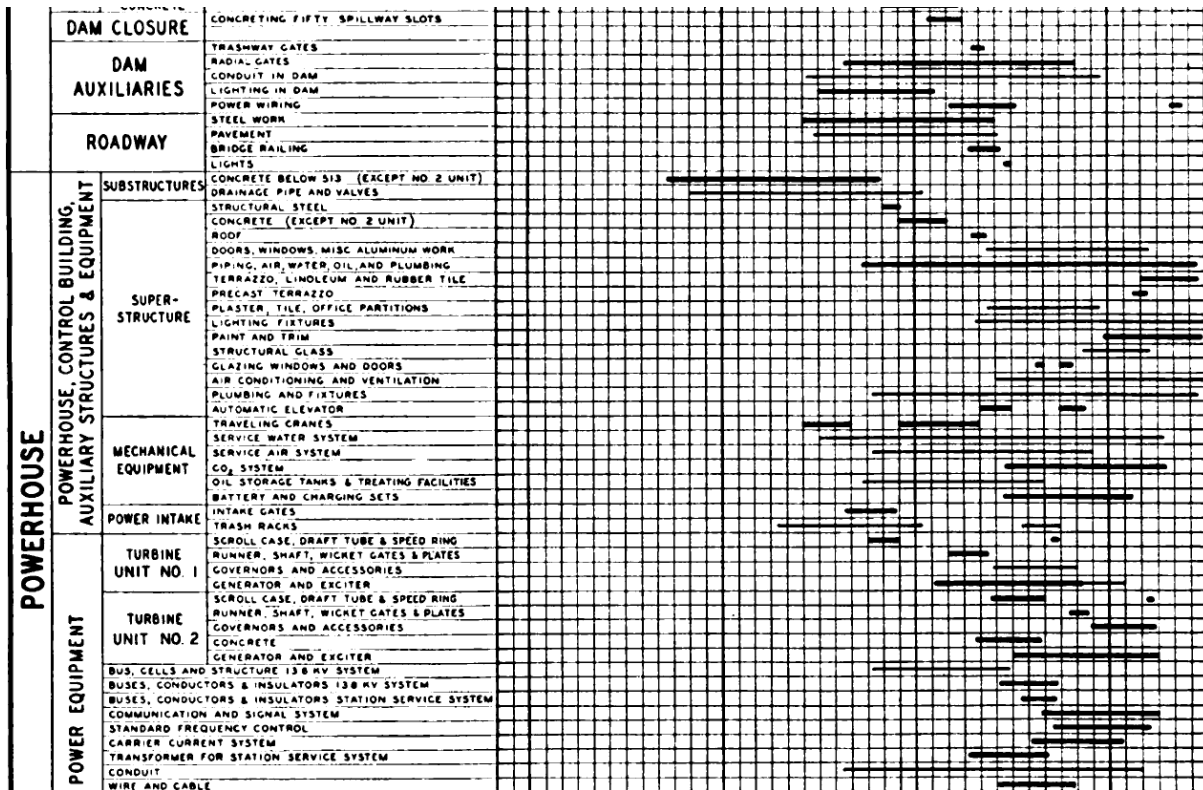 CONCRETE
DAM CLOSURE
CONCRETING FIFTY SPILLWAY SLOTS
DAM AUXILIARIES
TRASHWAY GATES
RADIAL GATES
CONDUIT IN DAM
LIGHTING IN DAM
POWER WIRING
ROADWAY
STEEL WORK
PAVEMENT
BRIDGE RAILING
LIGHTS
POWERHOUSE
POWERHOUSE, CONTROL BUILDING,
AUXILIARY STRUCTURES & EQUIPMENT
SUBSTRUCTURES
CONCRETE BELOW 513 (EXCEPT NO. 2 UNIT)
DRAINAGE PIPE AND VALVES
SUPER-
STRUCTURE
STRUCTURAL STEEL
CONCRETE (EXCEPT NO. 2 UNIT)
ROOF
DOORS, WINDOWS, MISC ALUMINUM WORK
PIPING, AIR, WATER, OIL, AND PLUMBING
TERRAZZO, LINOLEUM AND RUBBER TILE
PRECAST TERRAZZO
PLASTER, TILE, OFFICE PARTITIONS
LIGHTING FIXTURES
PAINT AND TRIM
STRUCTURAL GLASS
GLAZING WINDOWS AND DOORS
AIR CONDITIONING AND VENTILATION
PLUMBING AND FIXTURES
AUTOMATIC ELEVATOR
MECHANICAL
EQUIPMENT
TRAVELING CRANES
SERVICE WATER SYSTEM
SERVICE AIR SYSTEM
CO₂ SYSTEM
OIL STORAGE TANKS & TREATING FACILITIES
BATTERY AND CHARGING SETS
POWER INTAKE
INTAKE GATES
TRASH RACKS
POWER EQUIPMENT
TURBINE
UNIT NO. 1
SCROLL CASE, DRAFT TUBE & SPEED RING
RUNNER, SHAFT, WICKET GATES & PLATES
GOVERNORS AND ACCESSORIES
GENERATOR AND EXCITER
TURBINE
UNIT NO. 2
SCROLL CASE, DRAFT TUBE & SPEED RING
RUNNER, SHAFT, WICKET GATES & PLATES
GOVERNORS AND ACCESSORIES
CONCRETE
GENERATOR AND EXCITER
BUS, CELLS AND STRUCTURE 13.8 KV SYSTEM
BUSES, CONDUCTORS & INSULATORS 13.8 KV SYSTEM
BUSES, CONDUCTORS & INSULATORS STATION SERVICE SYSTEM
COMMUNICATION AND SIGNAL SYSTEM
STANDARD FREQUENCY CONTROL
CARRIER CURRENT SYSTEM
TRANSFORMER FOR STATION SERVICE SYSTEM
CONDUIT
WIRE AND CABLE